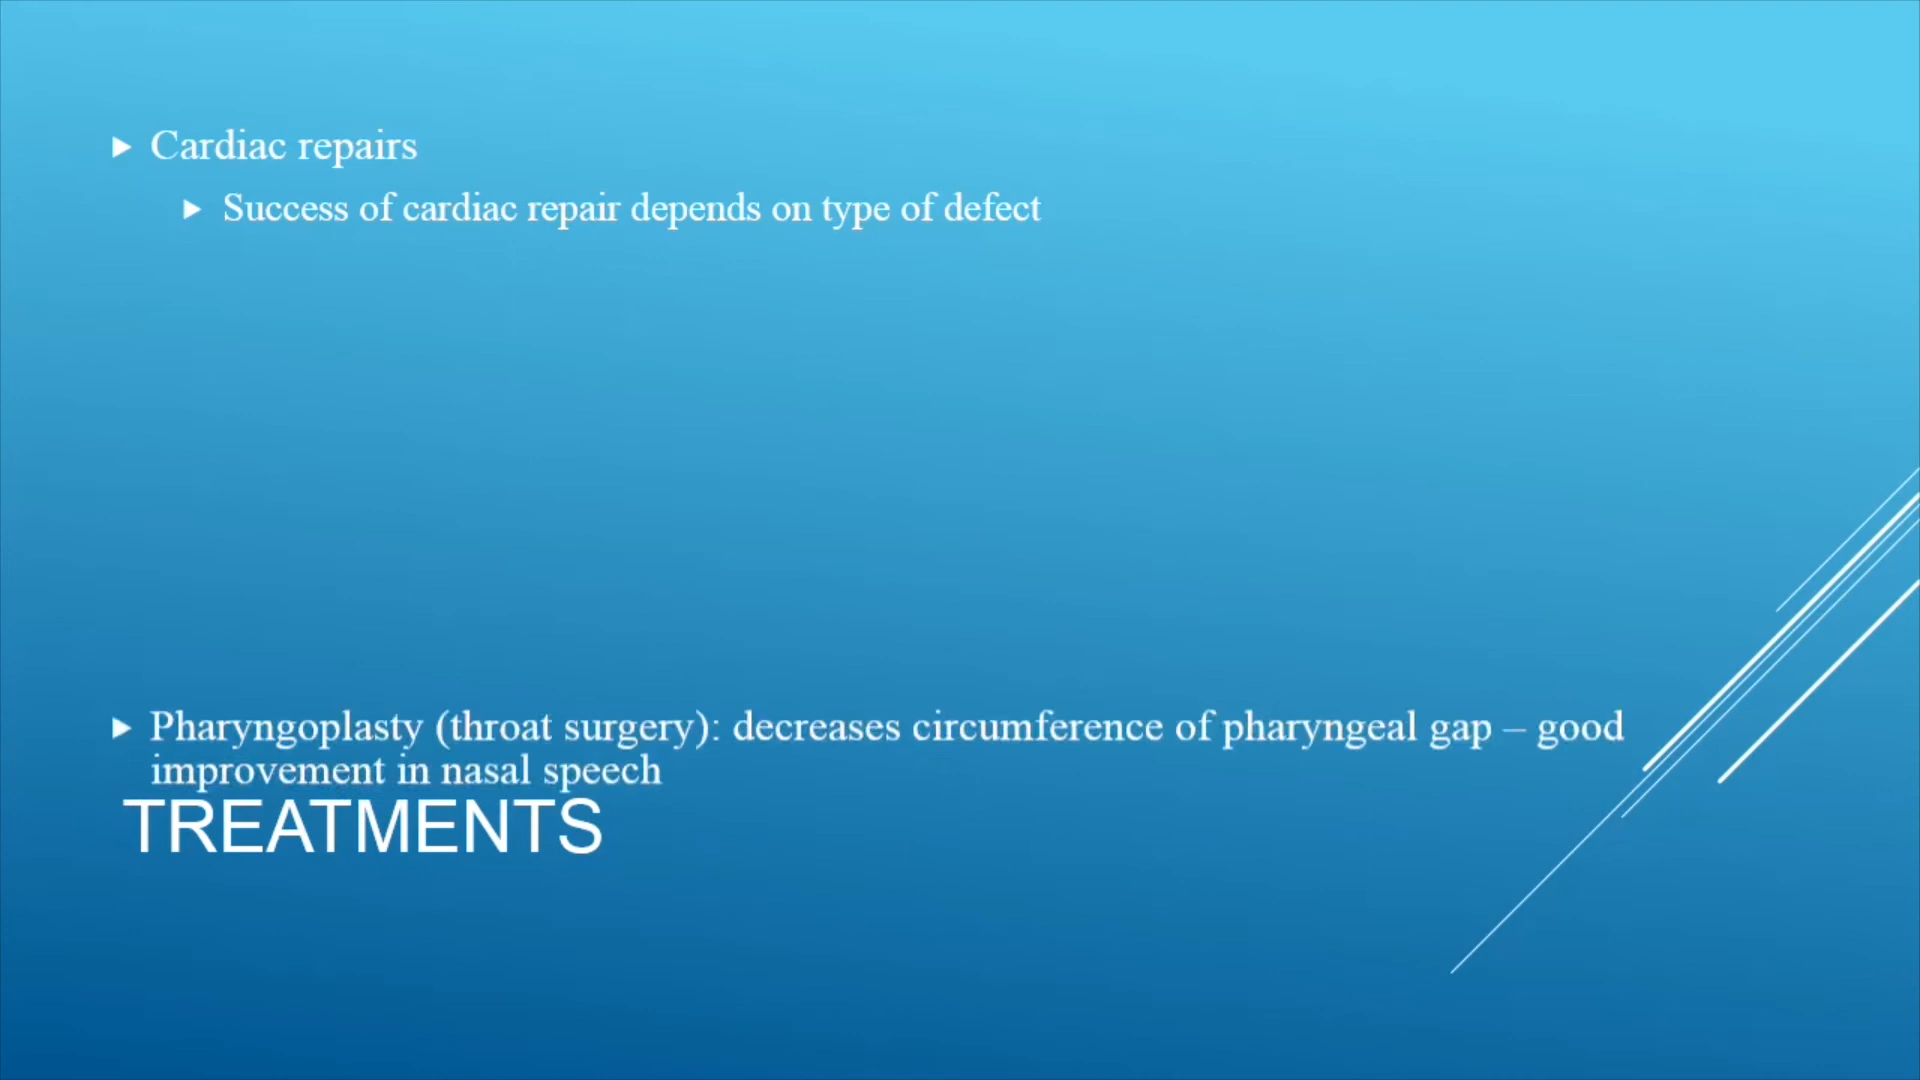 Cardiac repairs
Success of cardiac repair depends on type of defect
Pharyngoplasty (throat surgery): decreases circumference of pharyngeal gap – good
improvement in nasal speech
TREATMENTS